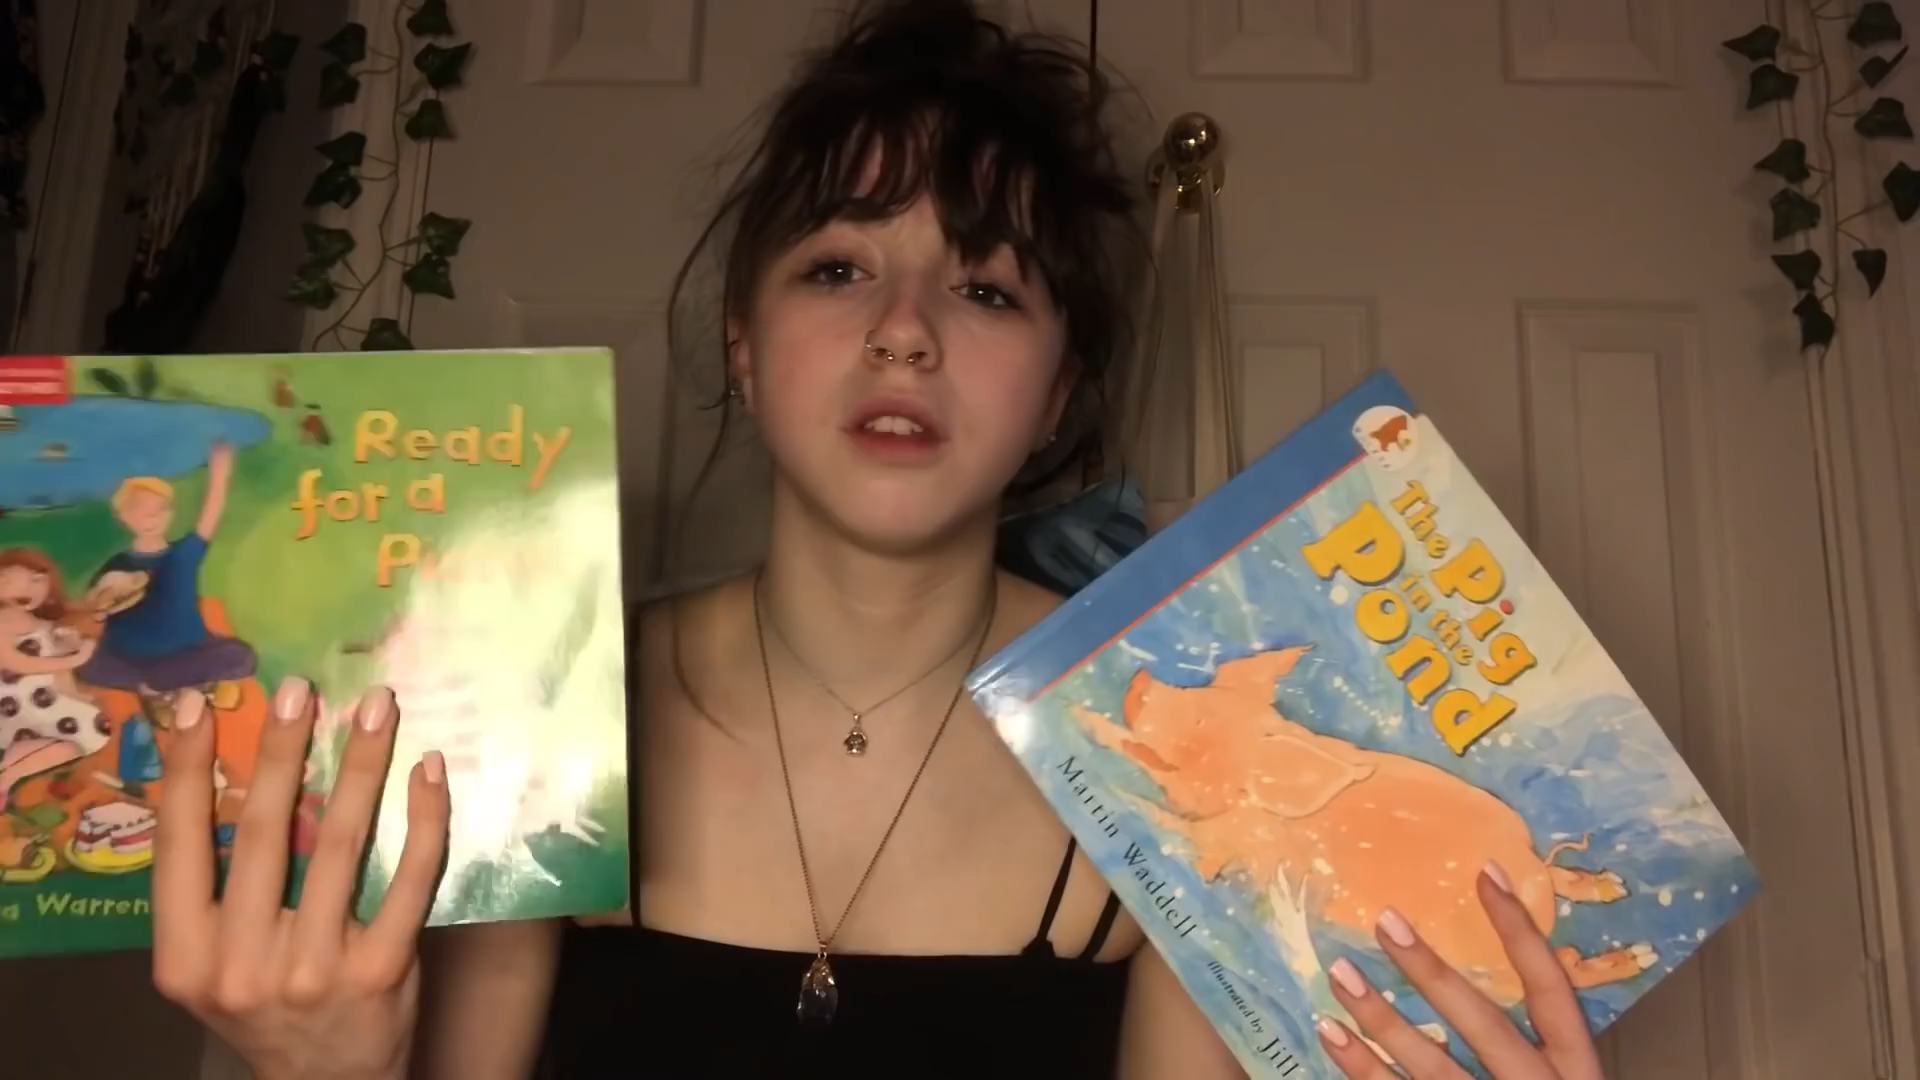 Ready
for a
The Pig
in the
Pond
Martin Waddell
illustrated by Jill
Warren